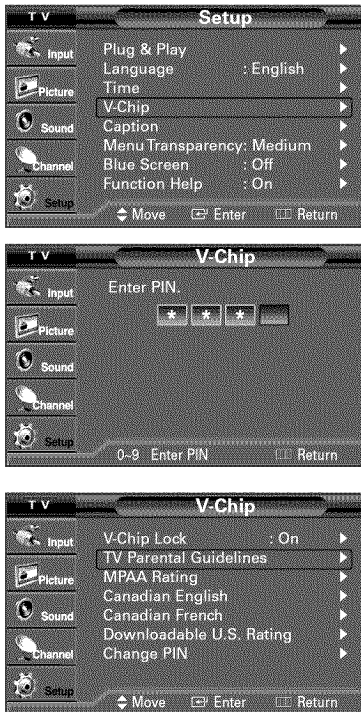 TV Setup
Input
Picture
Sound
Channel
Setup
Plug & Play
Language : English
Time
V-Chip
Caption
Menu Transparency: Medium
Blue Screen : Off
Function Help : On
Move Enter Return
TV V-Chip
Input
Picture
Sound
Channel
Setup
Enter PIN.
* * *
0~9 Enter PIN Return
TV V-Chip
Input
Picture
Sound
Channel
Setup
V-Chip Lock : On
TV Parental Guidelines
MPAA Rating
Canadian English
Canadian French
Downloadable U.S. Rating
Change PIN
Move Enter Return